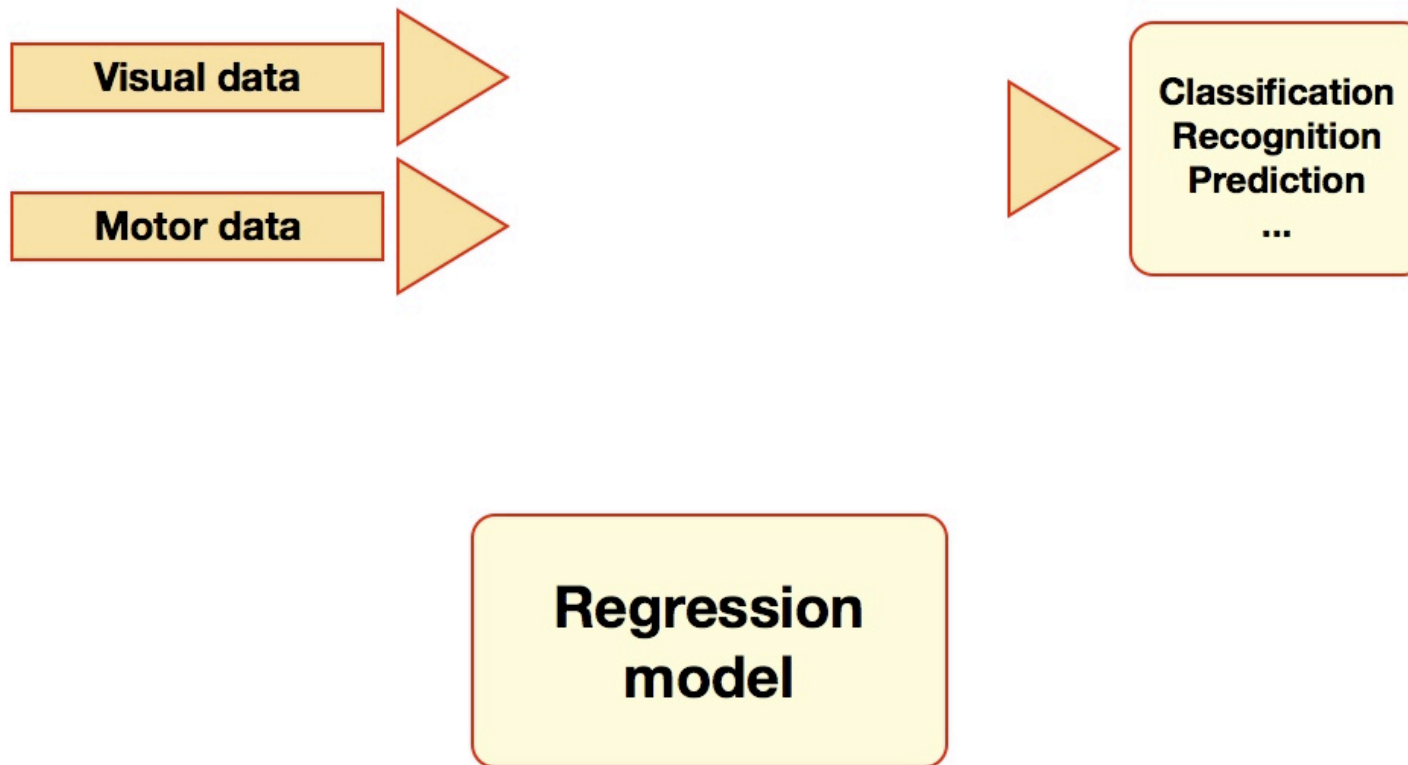 Visual data
Motor data
Classification
Recognition
Prediction
...
Regression
model